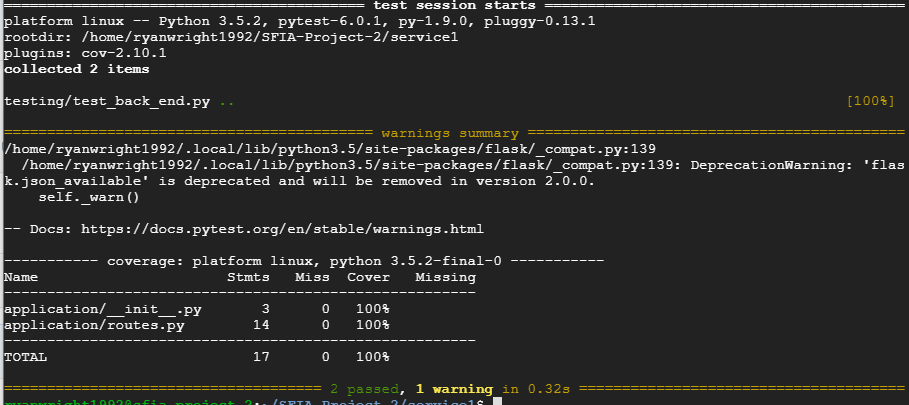 ============================================ test session starts ============================================
platform linux -- Python 3.5.2, pytest-6.0.1, py-1.9.0, pluggy-0.13.1
rootdir: /home/ryanwright1992/SFIA-Project-2/service1
plugins: cov-2.10.1
collected 2 items

testing/test_back_end.py .. [100%]

============================================ warnings summary ============================================
/home/ryanwright1992/.local/lib/python3.5/site-packages/flask/_compat.py:139
  /home/ryanwright1992/.local/lib/python3.5/site-packages/flask/_compat.py:139: DeprecationWarning: 'flas
k.json_available' is deprecated and will be removed in version 2.0.0.
    self._warn()

-- Docs: https://docs.pytest.org/en/stable/warnings.html

----------- coverage: platform linux, python 3.5.2-final-0 -----------
Name                      Stmts   Miss  Cover   Missing
-------------------------------------------------------
application/__init__.py       3      0   100%
application/routes.py        14      0   100%
-------------------------------------------------------
TOTAL                        17      0   100%

====================================== 2 passed, 1 warning in 0.32s ======================================
ryanwright1992@sfia-project-2:~/SFIA-Project-2/service1$